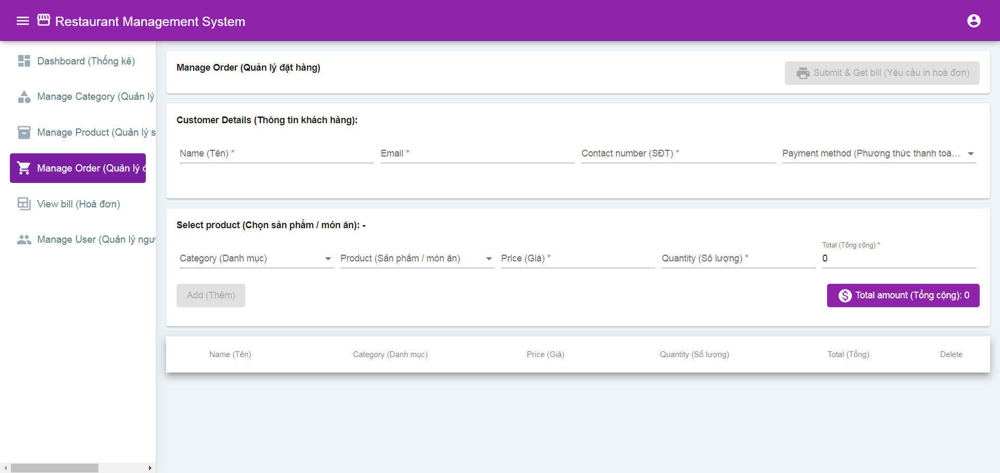 Restaurant Management System
Dashboard (Thống kê)
Manage Category (Quản lý
Manage Product (Quản lý s
Manage Order (Quản lý đ
View bill (Hoá đơn)
Manage User (Quản lý ngư
Manage Order (Quản lý đặt hàng)
Submit & Get bill (Yêu cầu in hoá đơn)
Customer Details (Thông tin khách hàng):
Name (Tên) *
Email *
Contact number (SĐT) *
Payment method (Phương thức thanh toá…
Select product (Chọn sản phẩm / món ăn): -
Category (Danh mục)
Product (Sản phẩm / món ăn)
Price (Giá) *
Quantity (Số lượng) *
Total (Tông cộng) *
0
Add (Thêm)
Total amount (Tổng cộng): 0
Name (Tên)
Category (Danh mục)
Price (Giá)
Quantity (Số lượng)
Total (Tổng)
Delete